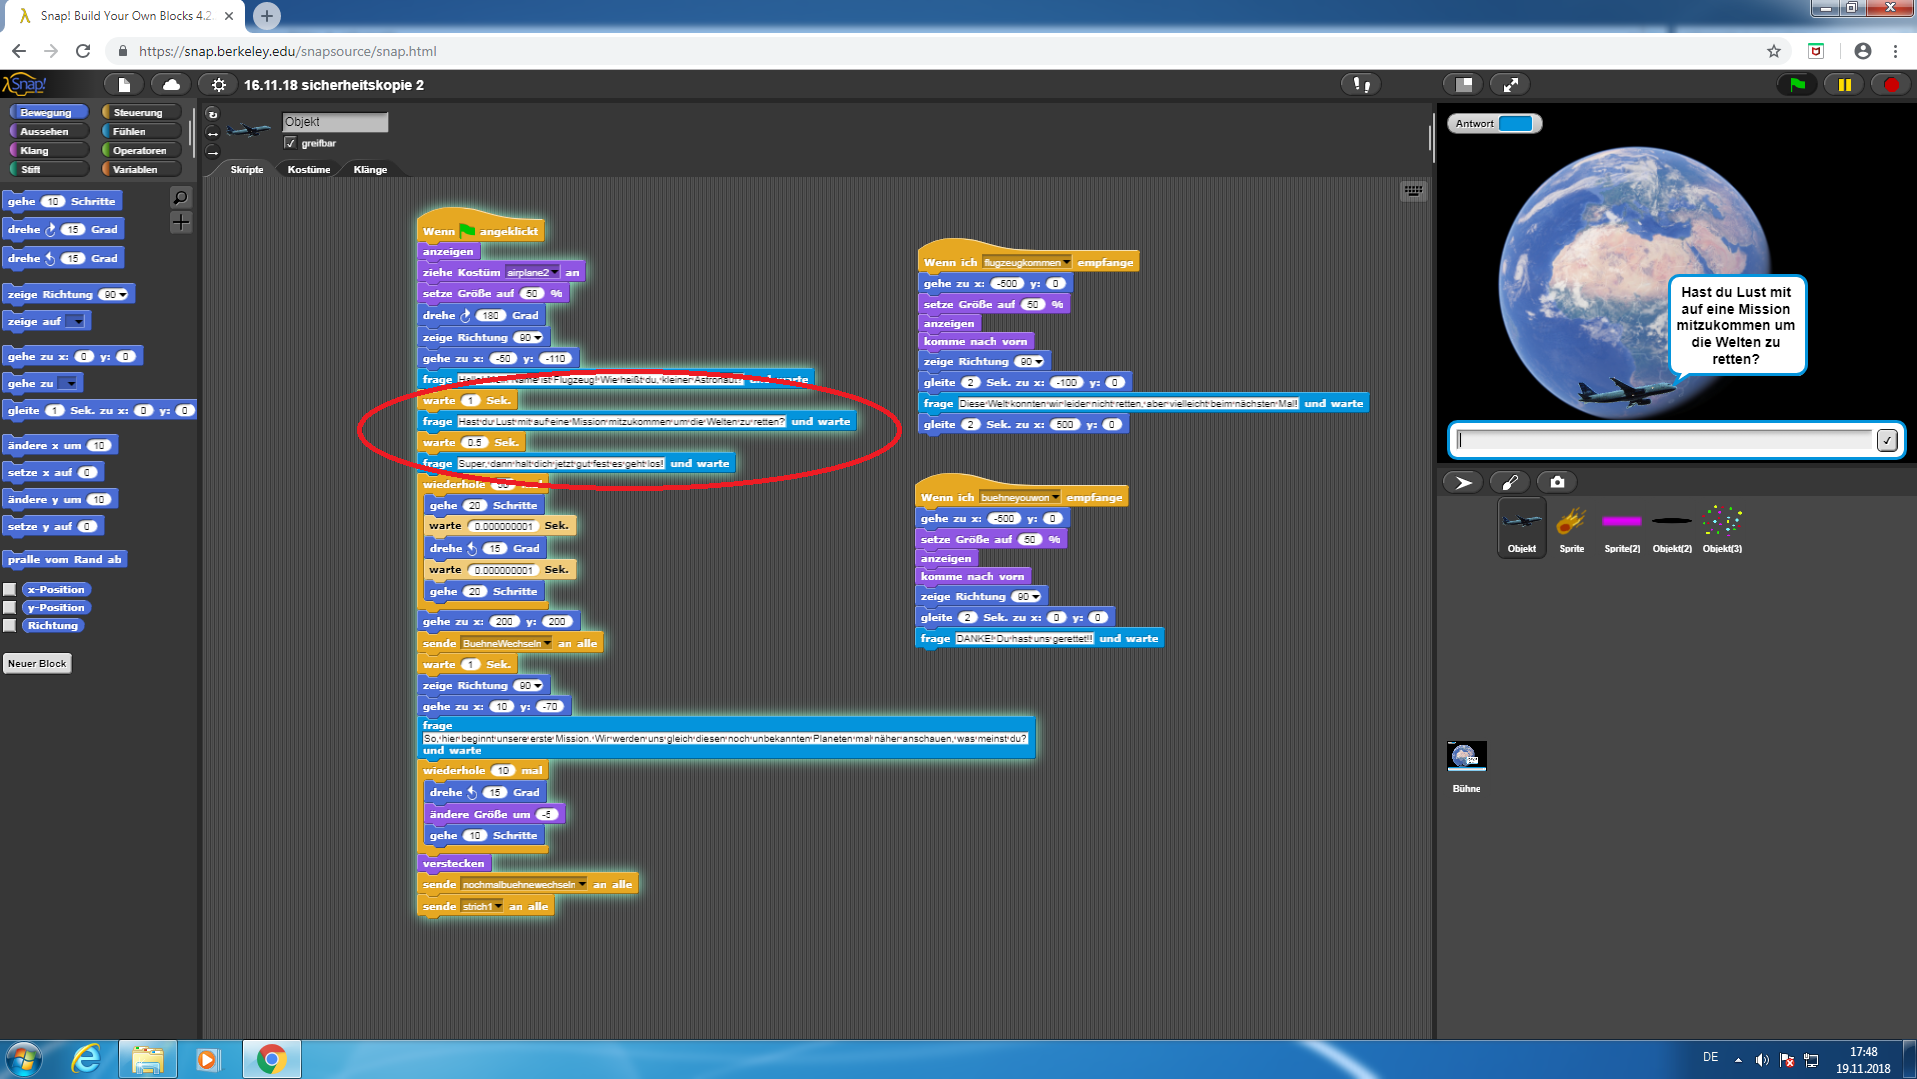 Snap! Build Your Own Blocks 4.2
https://snap.berkeley.edu/snapsource/snap.html
Snap!
16.11.18 sicherheitskopie 2
Bewegung Steuerung
Aussehen Fühlen
Klang Operatoren
Stift Variablen
gehe 10 Schritte
drehe 15 Grad
drehe 15 Grad
zeige Richtung 90
zeige auf
gehe zu x: 0 y: 0
gehe zu
gleite 1 Sek. zu x: 0 y: 0
ändere x um 10
setze x auf 0
ändere y um 10
setze y auf 0
pralle vom Rand ab
x-Position
y-Position
Richtung
Neuer Block
Objekt
greifbar
Skripte Kostüme Klänge
Wenn angeklickt
anzeigen
ziehe Kostüm airplane2 an
setze Größe auf 50 %
drehe 180 Grad
zeige Richtung 90
gehe zu x: -50 y: -110
frage Name ist Flugzeug! Wie heißt du, kleiner Astronaut? und warte
warte 1 Sek.
frage Hast du Lust mit auf eine Mission mitzukommen um die Welten zu retten? und warte
warte 0.5 Sek.
frage Super, dann halt dich jetzt gut fest es geht los! und warte
wiederhole mal
gehe 20 Schritte
warte 0.000000001 Sek.
drehe 15 Grad
warte 0.000000001 Sek.
gehe 20 Schritte
gehe zu x: 200 y: 200
sende BuehneWechseln an alle
warte 1 Sek.
zeige Richtung 90
gehe zu x: 10 y: -70
frage
So, hier beginnt unsere erste Mission. Wir werden uns gleich diesen noch unbekannten Planeten mal näher anschauen, was meinst du?
und warte
wiederhole 10 mal
drehe 15 Grad
ändere Größe um -5
gehe 10 Schritte
verstecken
sende nochmalbuehnewechseln an alle
sende strich1 an alle
Wenn ich flugzeugkommen empfange
gehe zu x: -500 y: 0
setze Größe auf 50 %
anzeigen
komme nach vorn
zeige Richtung 90
gleite 2 Sek. zu x: -100 y: 0
frage Diese Welt konnten wir leider nicht retten, aber vielleicht beim nächsten Mal! und warte
gleite 2 Sek. zu x: 500 y: 0
Wenn ich buehneyouwon empfange
gehe zu x: -500 y: 0
setze Größe auf 50 %
anzeigen
komme nach vorn
zeige Richtung 90
gleite 2 Sek. zu x: 0 y: 0
frage DANKE! Du hast uns gerettet!! und warte
Antwort
Hast du Lust mit
auf eine Mission
mitzukommen um
die Welten zu
retten?
Objekt Sprite Sprite(2) Objekt(2) Objekt(3)
Bühne
DE
17:48
19.11.2018